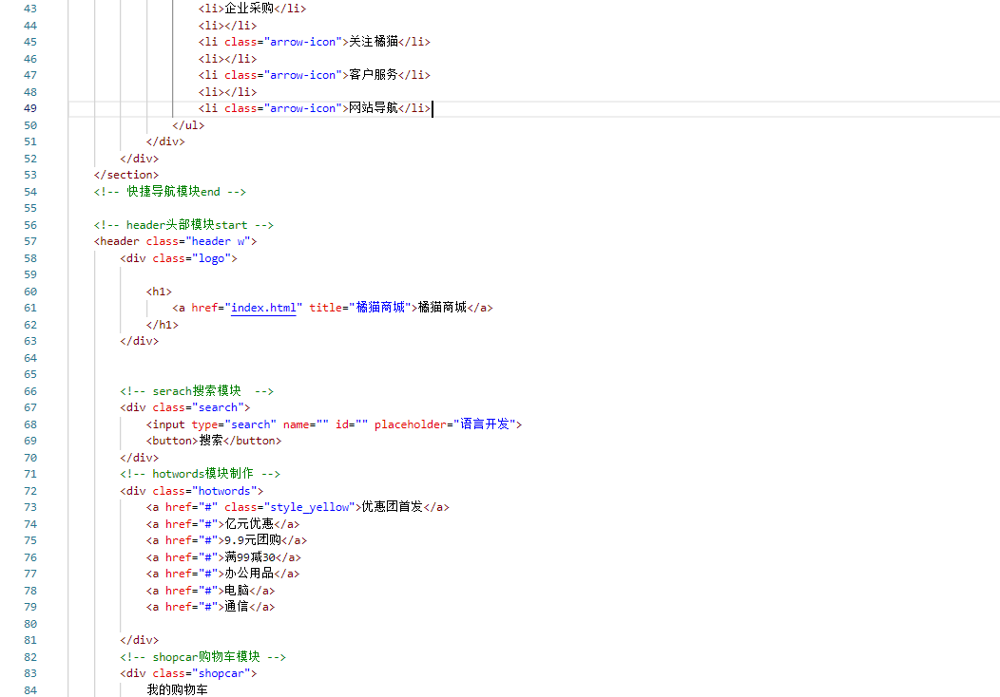 43 <li>企业采购</li>
44 <li></li>
45 <li class="arrow-icon">关注橘猫</li>
46 <li></li>
47 <li class="arrow-icon">客户服务</li>
48 <li></li>
49 <li class="arrow-icon">网站导航</li>
50 </ul>
51 </div>
52 </div>
53 </section>
54 <!-- 快捷导航模块end -->
55
56 <!-- header头部模块start -->
57 <header class="header w">
58 <div class="logo">
59
60 <h1>
61 <a href="index.html" title="橘猫商城">橘猫商城</a>
62 </h1>
63 </div>
64
65
66 <!-- serach搜索模块  -->
67 <div class="search">
68 <input type="search" name="" id="" placeholder="语言开发">
69 <button>搜索</button>
70 </div>
71 <!-- hotwords模块制作 -->
72 <div class="hotwords">
73 <a href="#" class="style_yellow">优惠团首发</a>
74 <a href="#">亿元优惠</a>
75 <a href="#">9.9元团购</a>
76 <a href="#">满99减30</a>
77 <a href="#">办公用品</a>
78 <a href="#">电脑</a>
79 <a href="#">通信</a>
80
81 </div>
82 <!-- shopcar购物车模块 -->
83 <div class="shopcar">
84 我的购物车